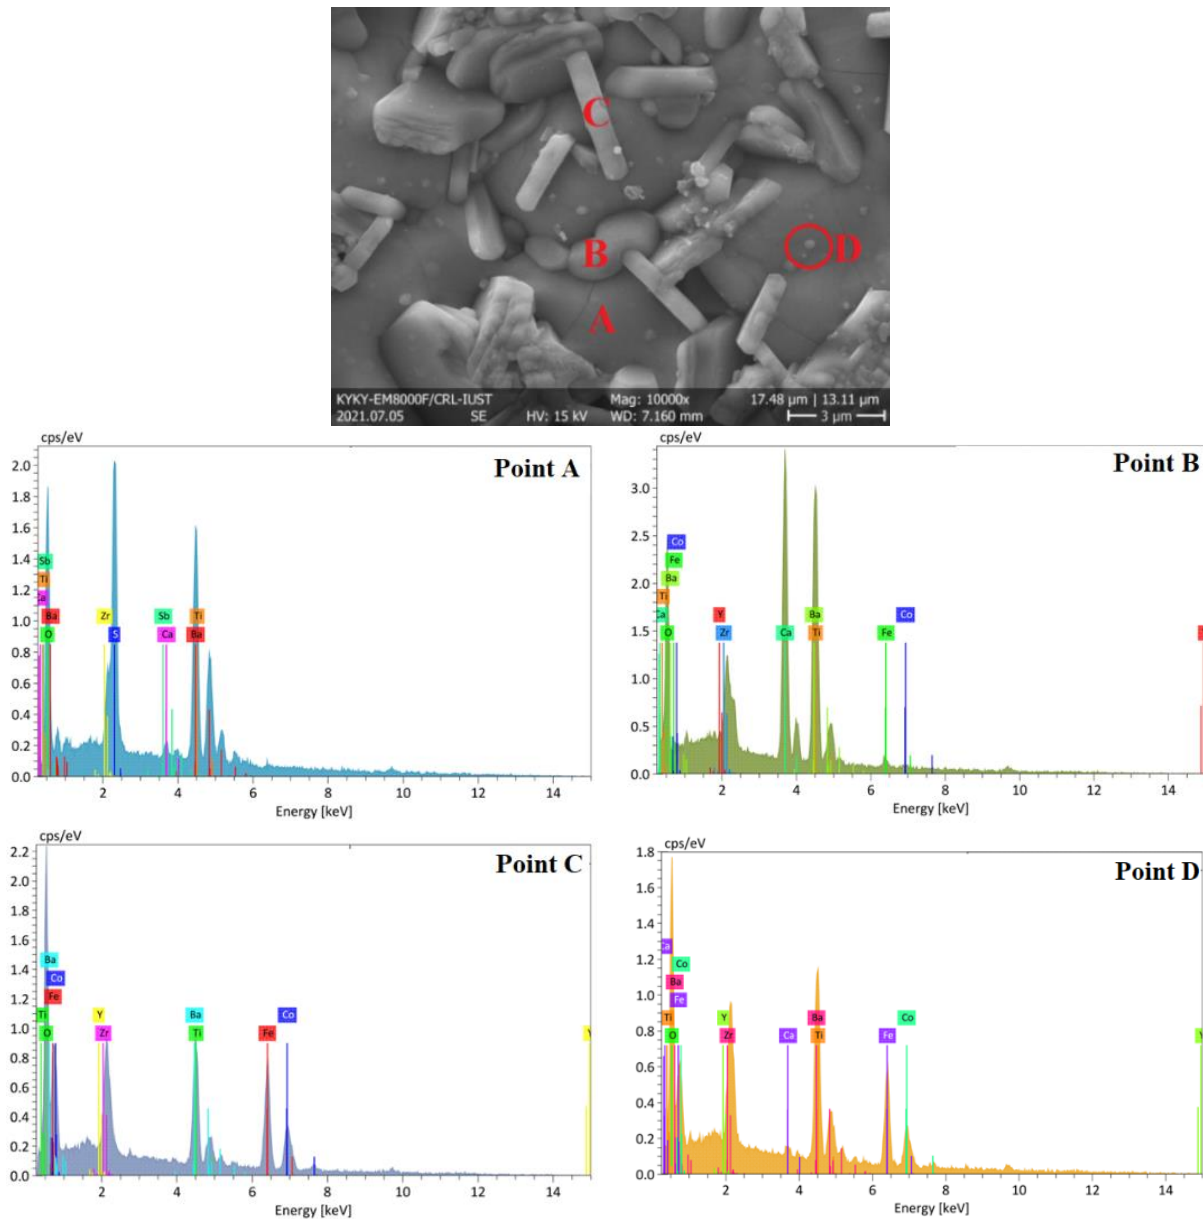 C
B
D
A
KYKY-EM8000F/CRL-IUST Mag: 10000x 17.48 µm | 13.11 µm
2021.07.05 SE HV: 15 kV WD: 7.160 mm 3 µm
cps/eV
Point A
2.0
1.8
1.6
1.4
1.2
1.0
0.8
0.6
0.4
0.2
0.0
Sb
Ti
Ca
Ba Zr Sb Ti
O S Ca Ba
2 4 6 8 10 12 14
Energy [keV]
cps/eV
Point B
3.0
2.5
2.0
1.5
1.0
0.5
0.0
Co
Fe
Ba
Ti
Ca Y Ba
O Zr Ca Ti Fe Co
2 4 6 8 10 12 14
Energy [keV]
cps/eV
Point C
2.2
2.0
1.8
1.6
1.4
1.2
1.0
0.8
0.6
0.4
0.2
0.0
Ba
Co
Fe
Ti Y Ba Co
O Zr Ti Fe Y
2 4 6 8 10 12 14
Energy [keV]
cps/eV
Point D
1.8
1.6
1.4
1.2
1.0
0.8
0.6
0.4
0.2
0.0
Ca
Co
Ba
Fe
Ti Y Ba Co
O Zr Ca Ti Fe Y
2 4 6 8 10 12 14
Energy [keV]